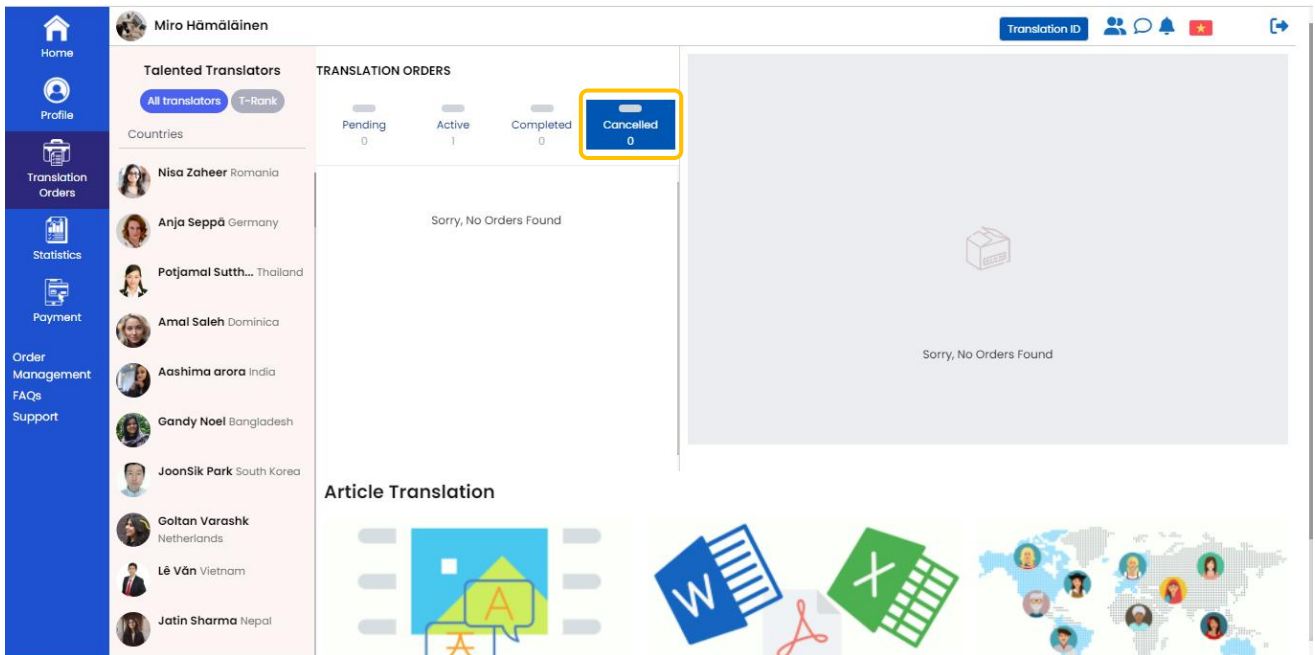 Home
Profile
Translation
Orders
Statistics
Payment
Order
Management
FAQs
Support
Miro Hämäläinen
Translation ID
Talented Translators
All translators
T-Rank
Countries
Nisa Zaheer Romania
Anja Seppä Germany
Potjamal Sutth... Thailand
Amal Saleh Dominica
Aashima arora India
Gandy Noel Bangladesh
JoonSik Park South Korea
Goltan Varashk
Netherlands
Lê Văn Vietnam
Jatin Sharma Nepal
TRANSLATION ORDERS
Pending
0
Active
1
Completed
0
Cancelled
0
Sorry, No Orders Found
Sorry, No Orders Found
Article Translation
A
W
X